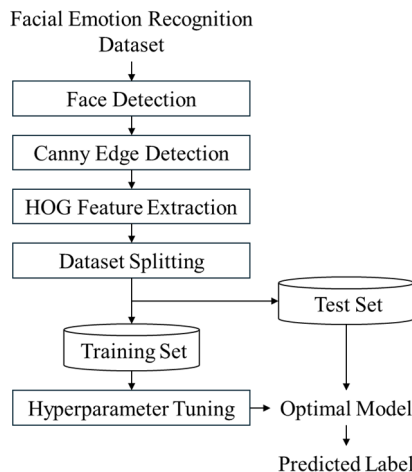 Facial Emotion Recognition
Dataset
Face Detection
Canny Edge Detection
HOG Feature Extraction
Dataset Splitting
Test Set
Training Set
Hyperparameter Tuning
Optimal Model
Predicted Label